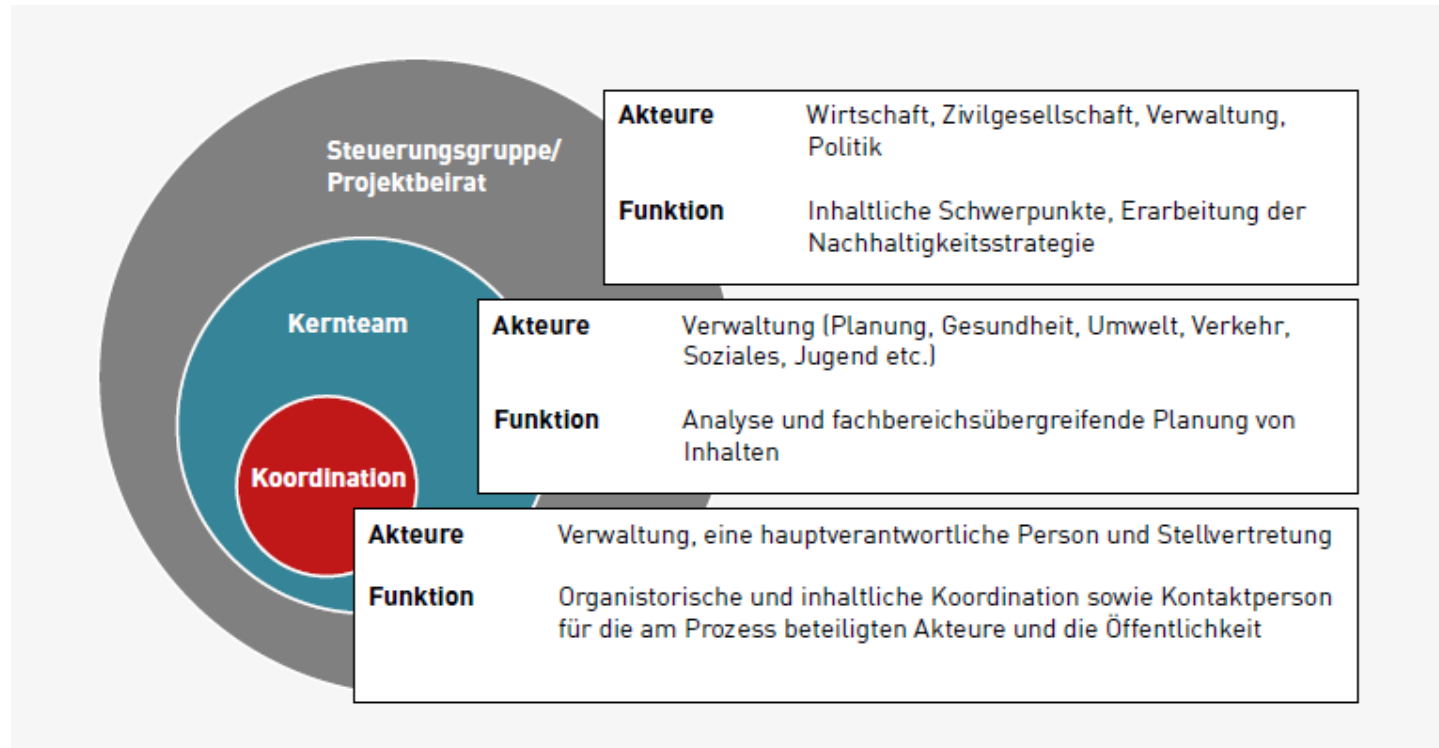 Steuerungsgruppe/
Projektbeirat
Akteure Wirtschaft, Zivilgesellschaft, Verwaltung,
Politik
Funktion Inhaltliche Schwerpunkte, Erarbeitung der
Nachhaltigkeitsstrategie
Kernteam
Akteure Verwaltung (Planung, Gesundheit, Umwelt, Verkehr,
Soziales, Jugend etc.)
Funktion Analyse und fachbereichsübergreifende Planung von
Inhalten
Koordination
Akteure Verwaltung, eine hauptverantwortliche Person und Stellvertretung
Funktion Organistorische und inhaltliche Koordination sowie Kontaktperson
für die am Prozess beteiligten Akteure und die Öffentlichkeit